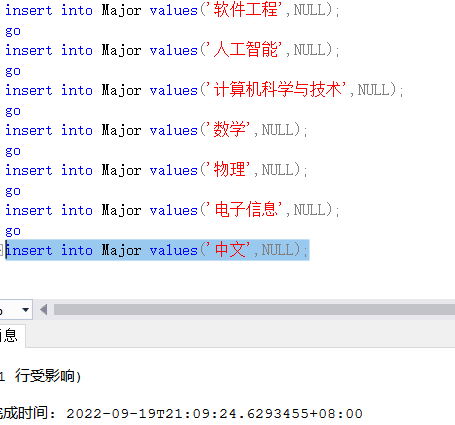 insert into Major values('软件工程',NULL);
go
insert into Major values('人工智能',NULL);
go
insert into Major values('计算机科学与技术',NULL);
go
insert into Major values('数学',NULL);
go
insert into Major values('物理',NULL);
go
insert into Major values('电子信息',NULL);
go
insert into Major values('中文',NULL);
息
1 行受影响)
成时间: 2022-09-19T21:09:24.6293455+08:00